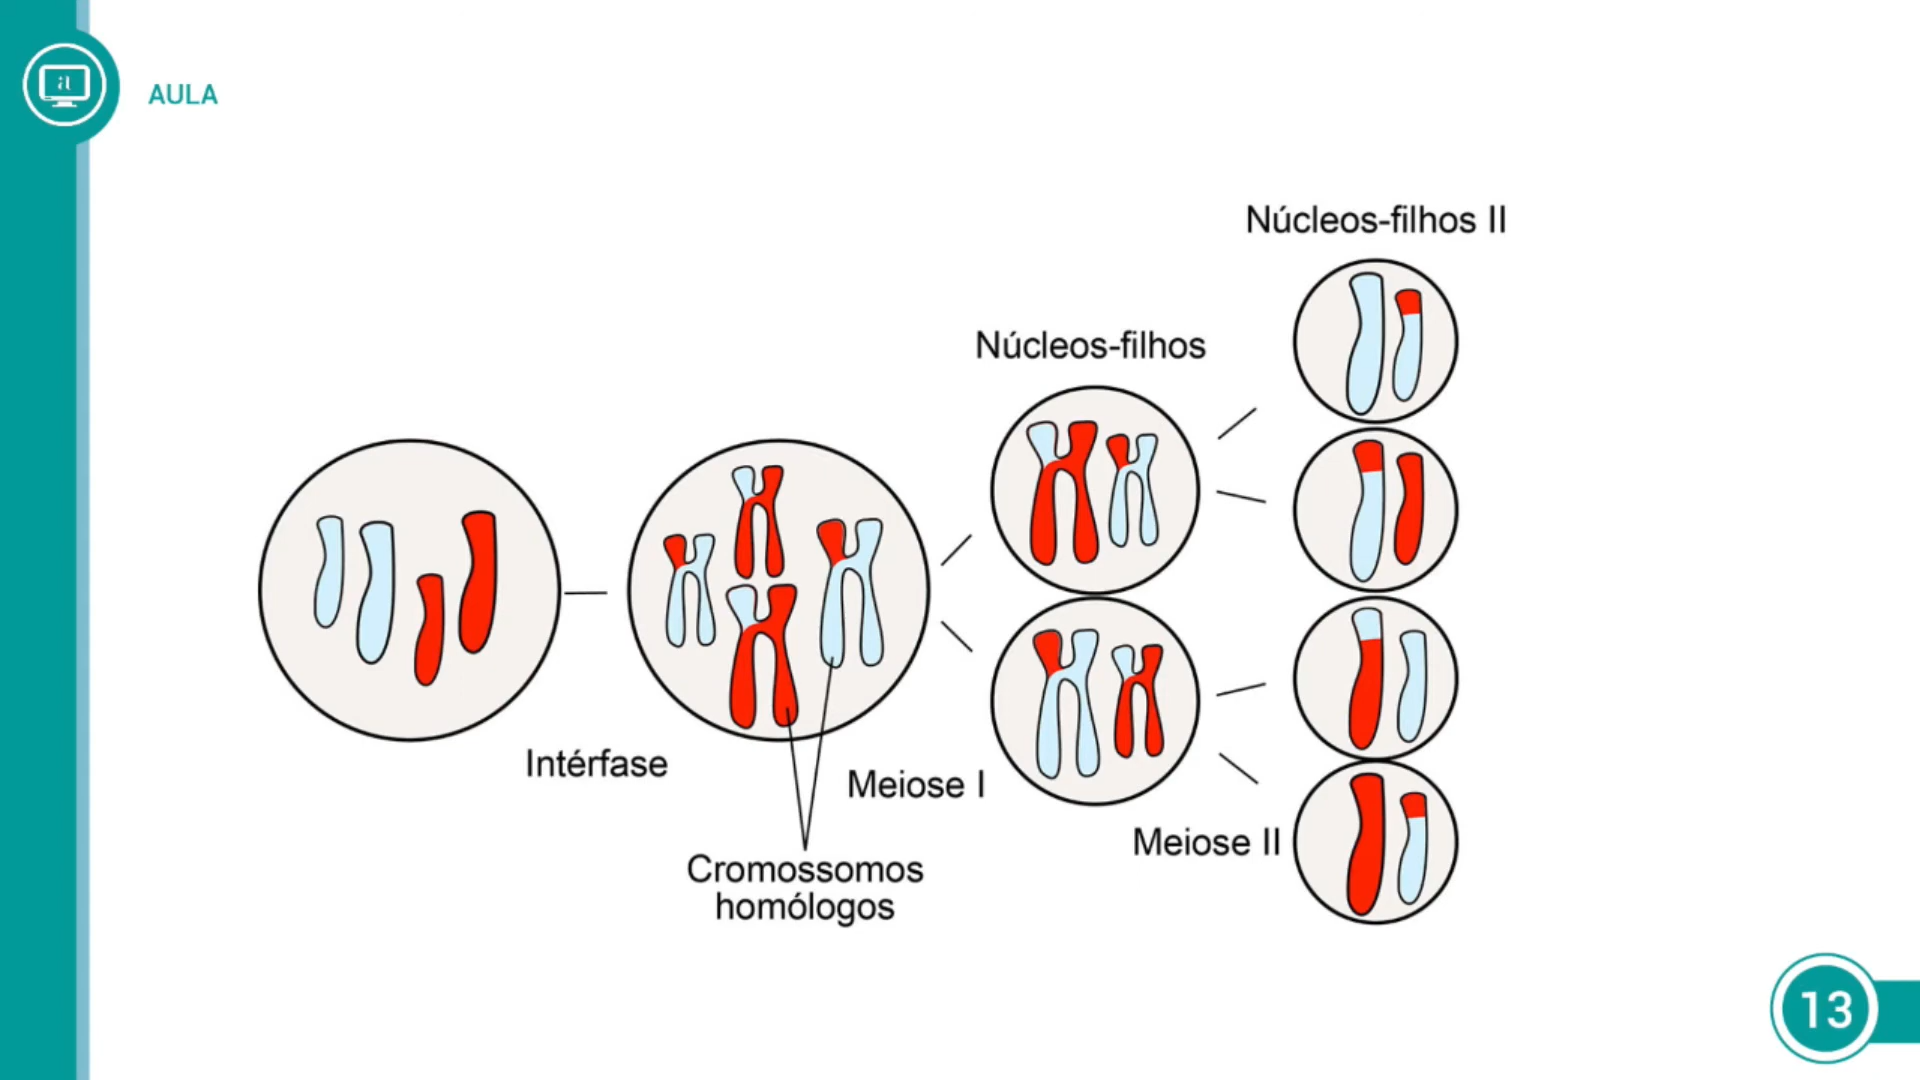 a
AULA
Núcleos-filhos II
Núcleos-filhos
Intérfase
Meiose I
Meiose II
Cromossomos
homólogos
13